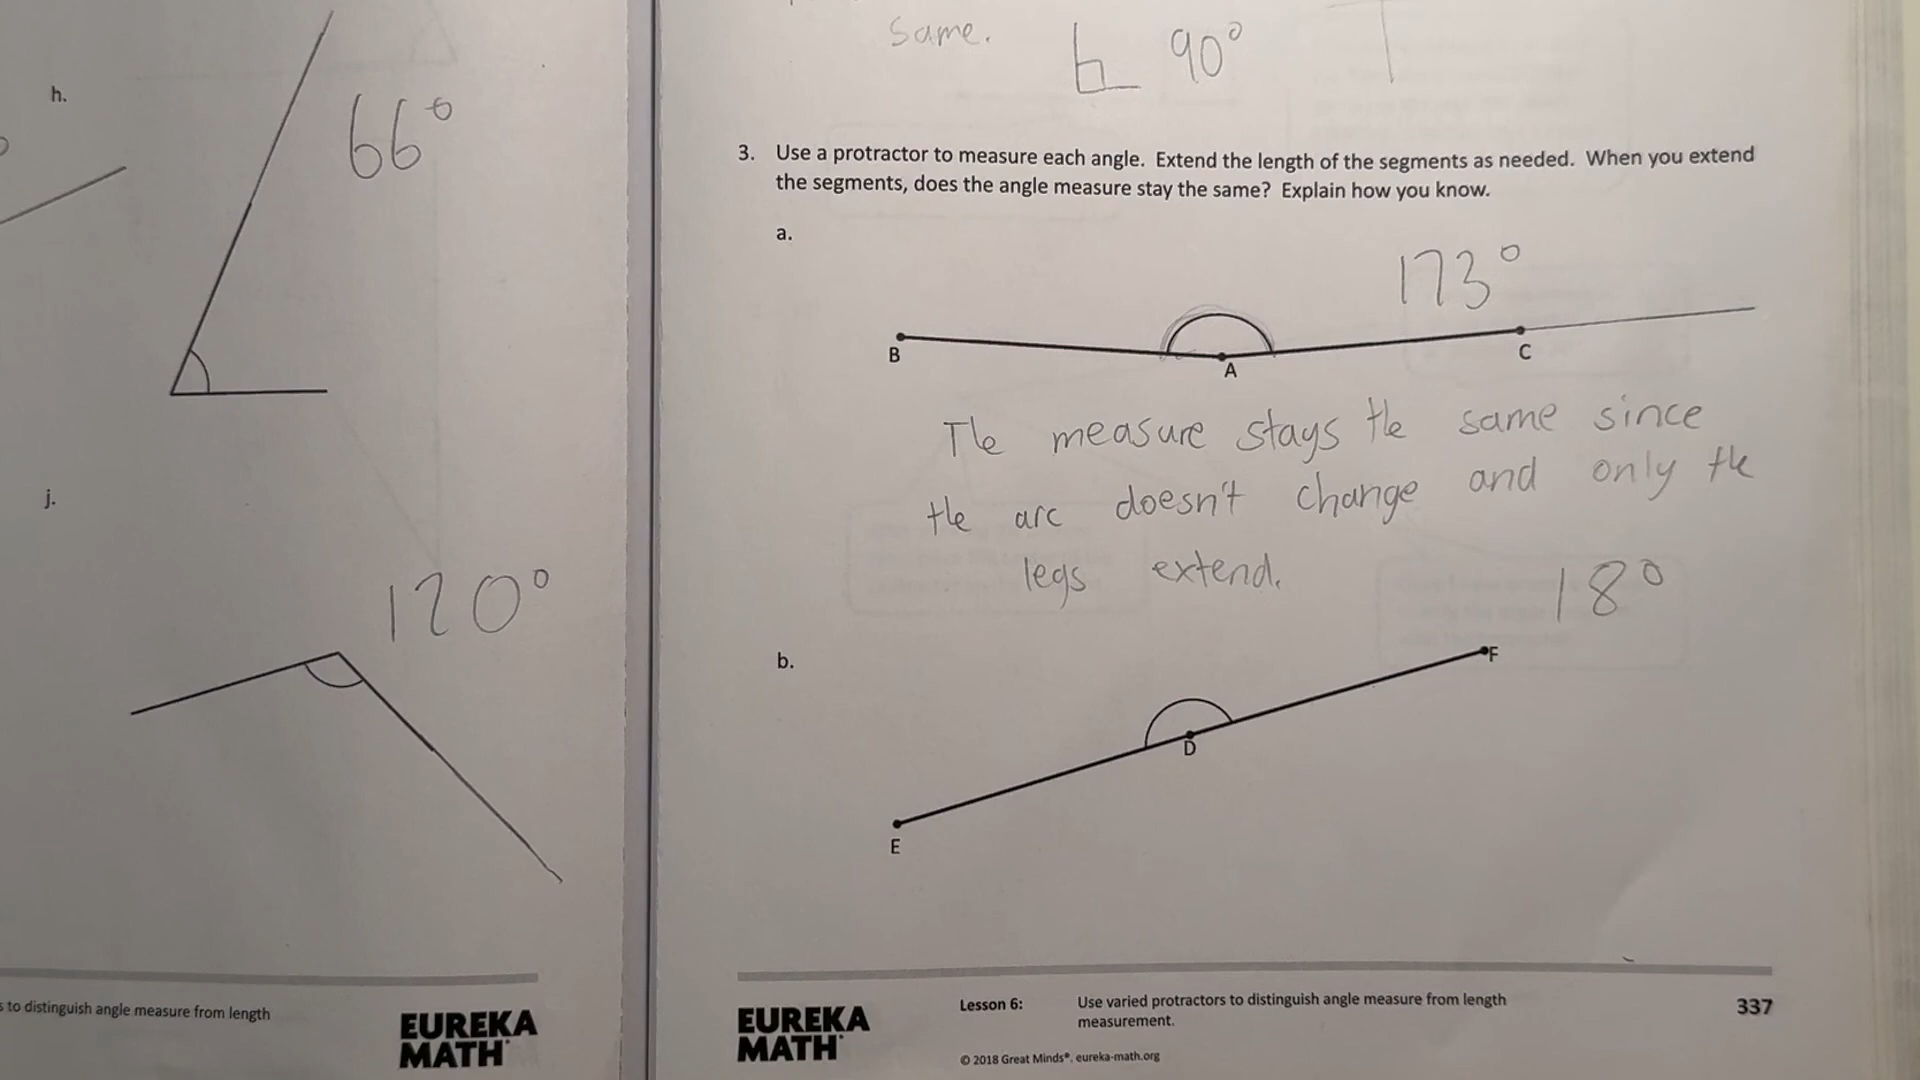 h.
66°
j.
120°
s to distinguish angle measure from length
EUREKA
MATH
same.
90°
3. Use a protractor to measure each angle. Extend the length of the segments as needed. When you extend
the segments, does the angle measure stay the same? Explain how you know.
a.
173°
B
A
C
The measure stays the same since
the arc doesn't change and only the
legs extend.
18°
b.
F
D
E
EUREKA
MATH
Lesson 6:
Use varied protractors to distinguish angle measure from length
measurement.
© 2018 Great Minds®. eureka-math.org
337